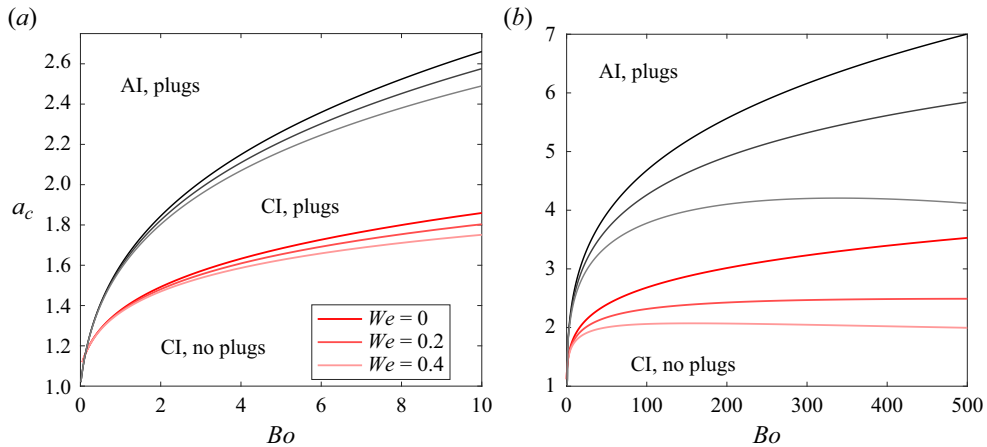 (a)
2.6
2.4
2.2
2.0
1.8
1.6
1.4
1.2
1.0
a_c
AI, plugs
CI, plugs
CI, no plugs
We = 0
We = 0.2
We = 0.4
0 2 4 6 8 10
Bo
(b)
7
6
5
4
3
2
1
AI, plugs
CI, no plugs
0 100 200 300 400 500
Bo